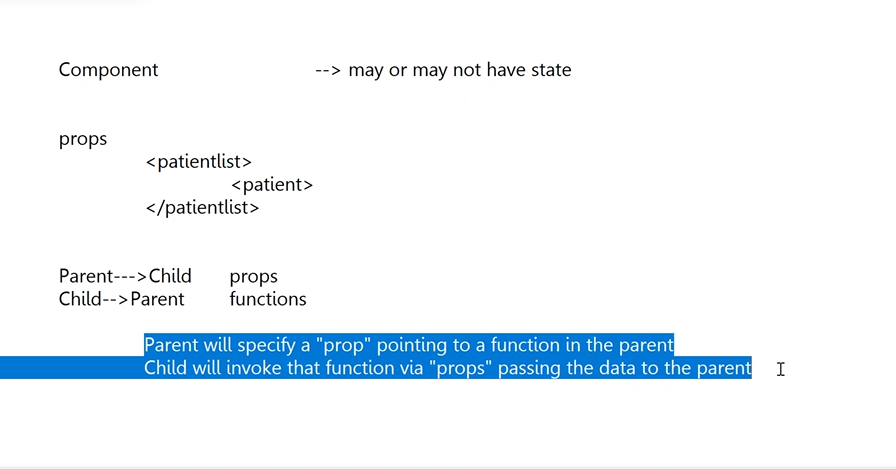 Component --> may or may not have state
props
<patientlist>
<patient>
</patientlist>
Parent--->Child props
Child-->Parent functions
Parent will specify a "prop" pointing to a function in the parent
Child will invoke that function via "props" passing the data to the parent